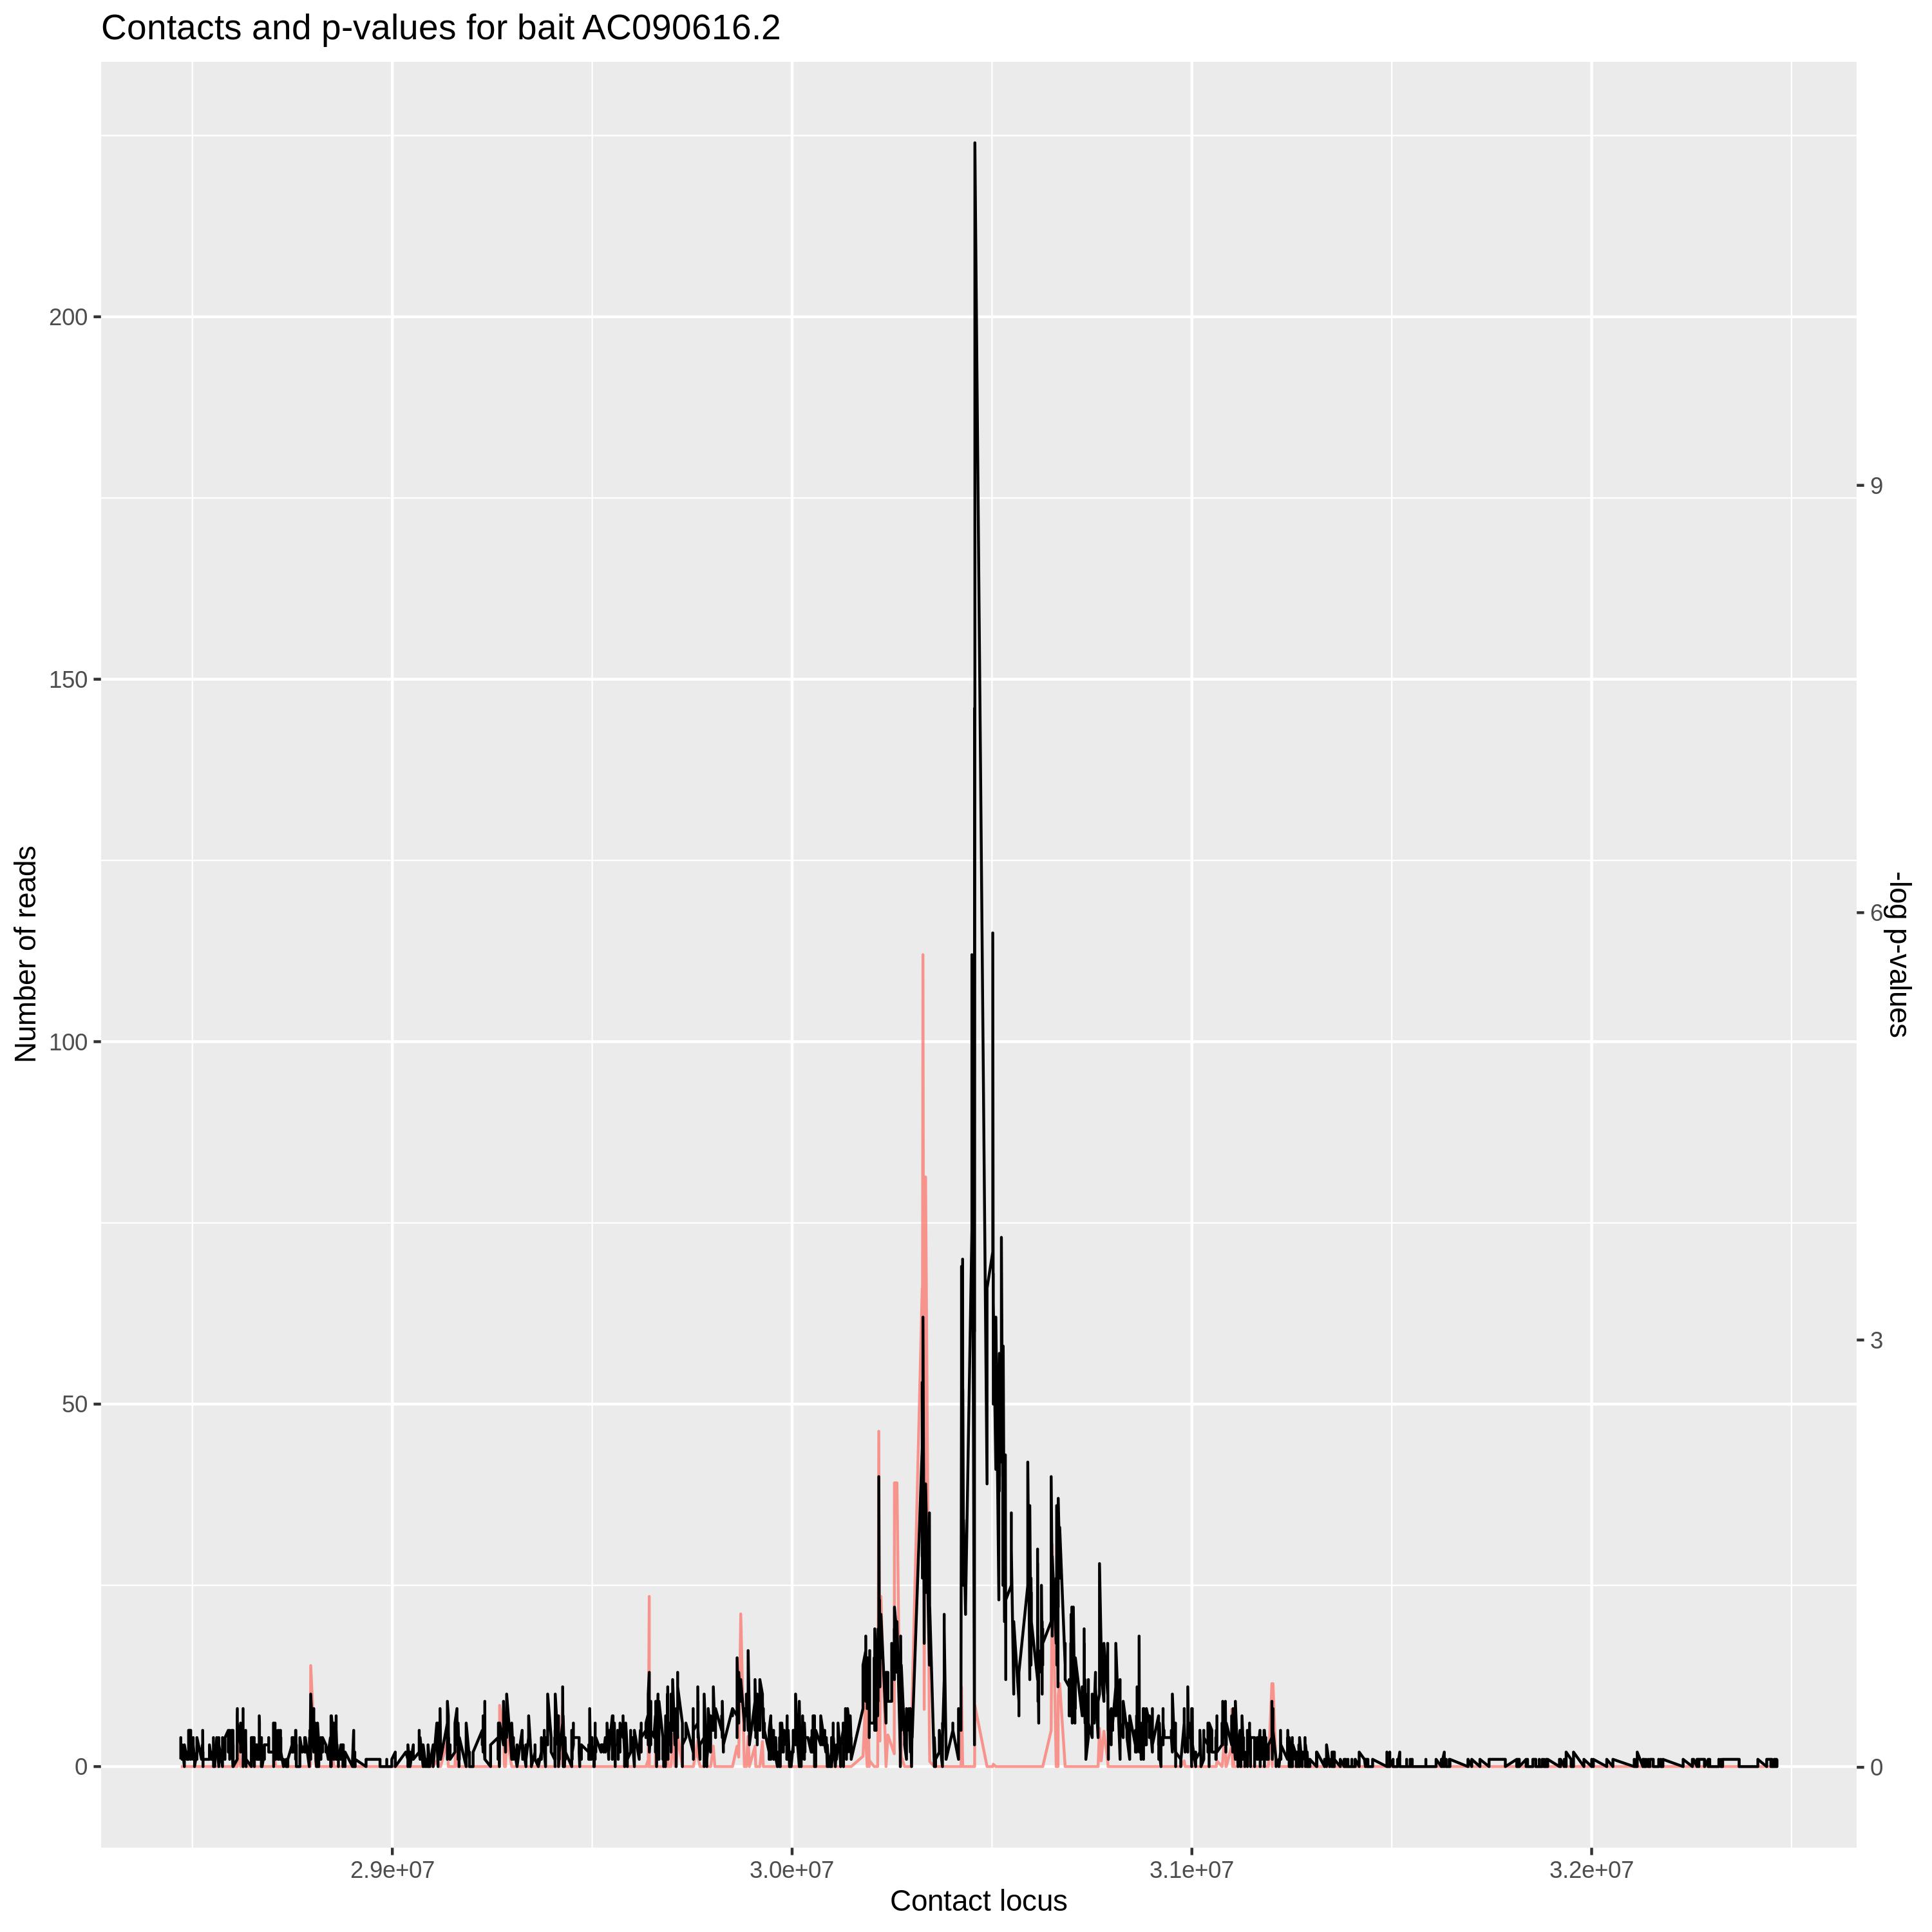 Contacts and p-values for bait AC090616.2
Number of reads
200
150
100
50
0
9
6
3
0
-log p-values
2.9e+07
3.0e+07
3.1e+07
3.2e+07
Contact locus